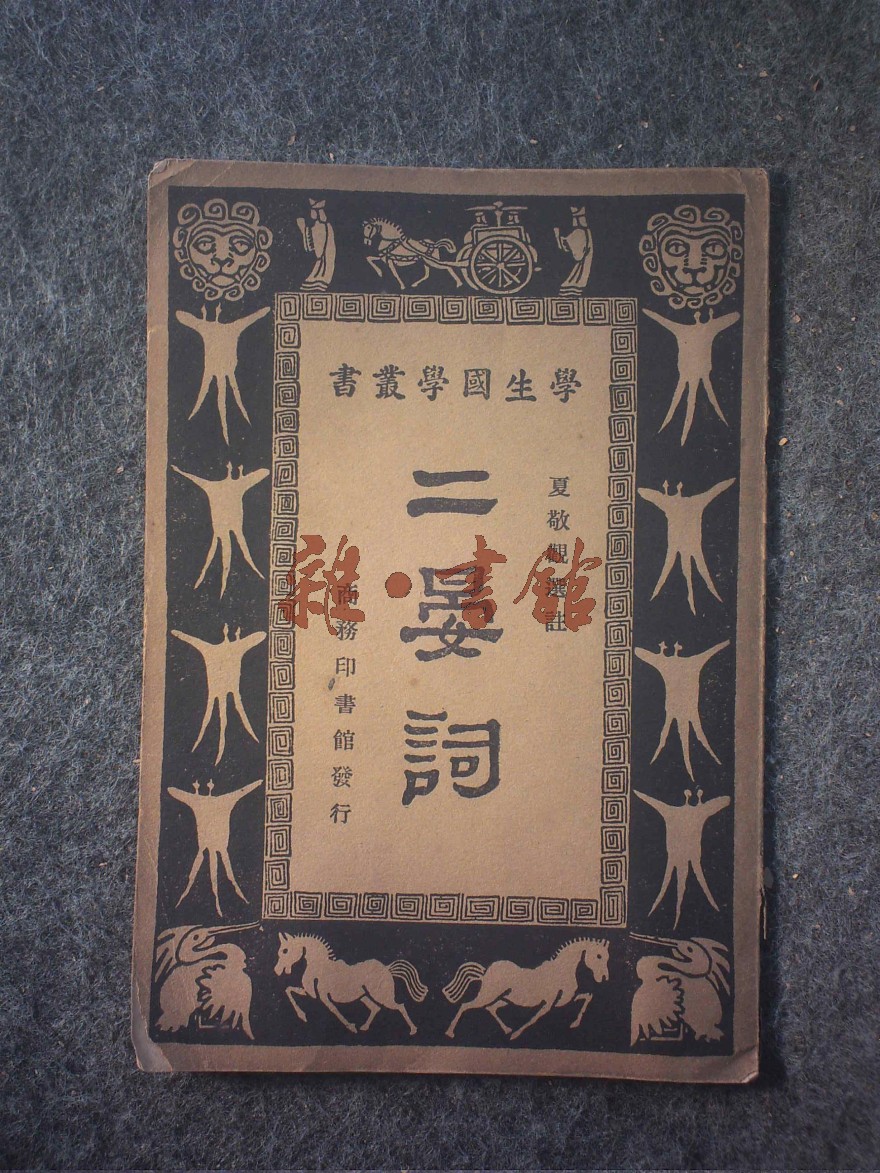 學生國學叢書
夏敬觀選註
二晏詞
商務印書館發行
雜·書館